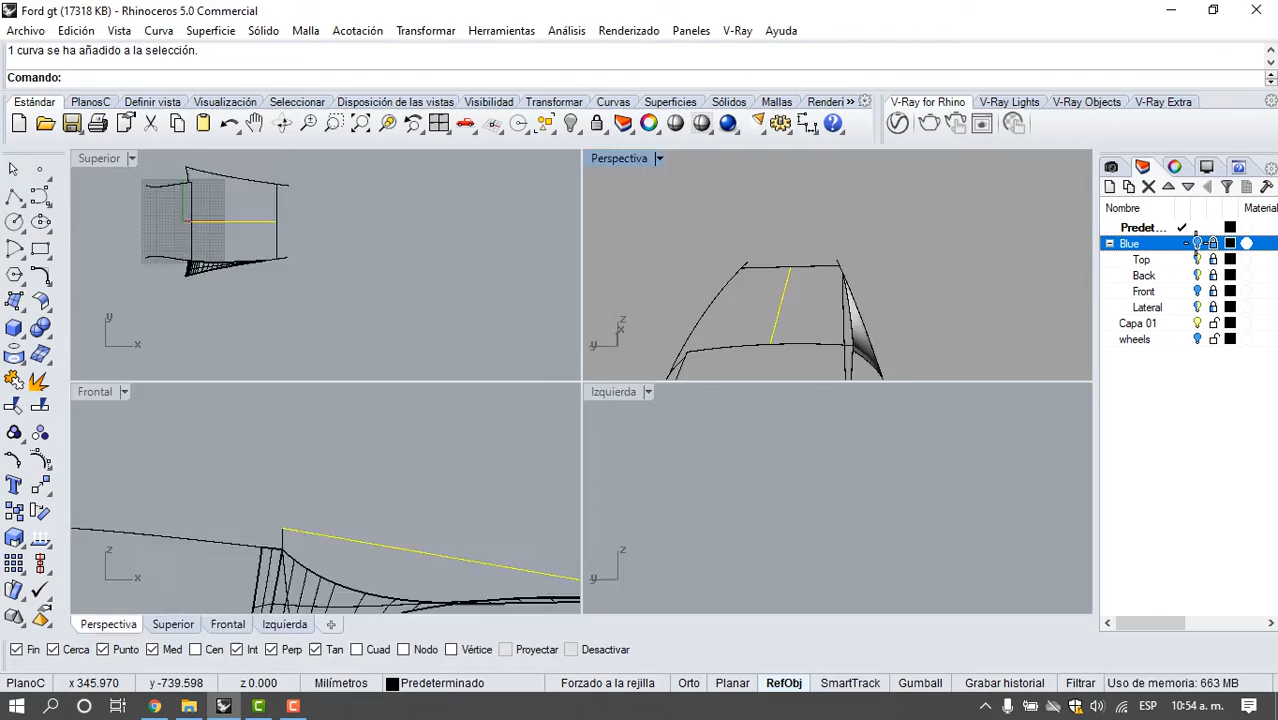 Ford gt (17318 KB) - Rhinoceros 5.0 Commercial
Archivo Edición Vista Curva Superficie Sólido Malla Acotación Transformar Herramientas Análisis Renderizado Paneles V-Ray Ayuda
1 curva se ha añadido a la selección.
Comando:
Estándar PlanosC Definir vista Visualización Seleccionar Disposición de las vistas Visibilidad Transformar Curvas Superficies Sólidos Mallas Renderi » V-Ray for Rhino V-Ray Lights V-Ray Objects V-Ray Extra
Superior Perspectiva
Nombre Material
Predet...
Blue
Top
Back
Front
Lateral
Capa 01
wheels
y x
z x y
Frontal Izquierda
z x
z y
Perspectiva Superior Frontal Izquierda
Fin Cerca Punto Med Cen Int Perp Tan Cuad Nodo Vértice Proyectar Desactivar
PlanoC x 345.970 y -739.598 z 0.000 Milímetros Predeterminado Forzado a la rejilla Orto Planar RefObj SmartTrack Gumball Grabar historial Filtrar Uso de memoria: 663 MB
10:54 a. m.